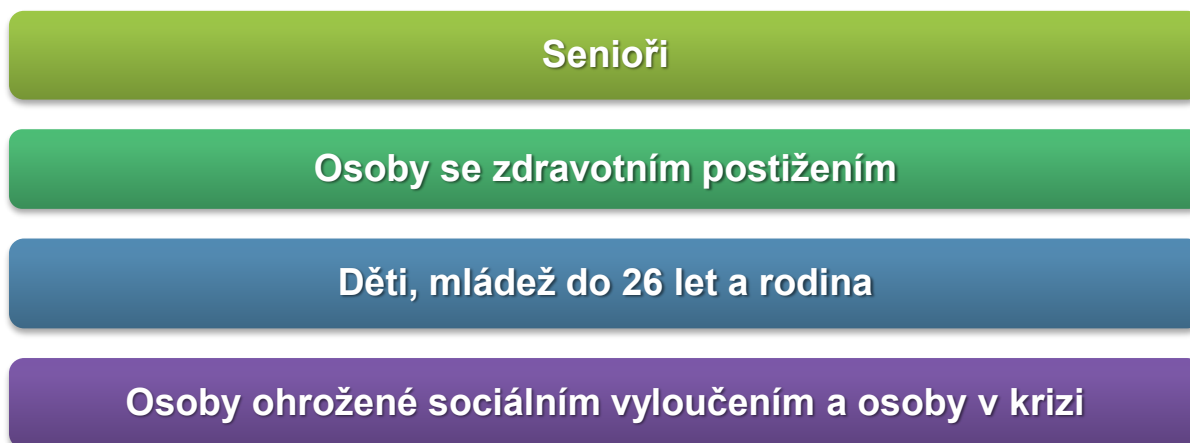 Senioři
Osoby se zdravotním postižením
Děti, mládež do 26 let a rodina
Osoby ohrožené sociálním vyloučením a osoby v krizi